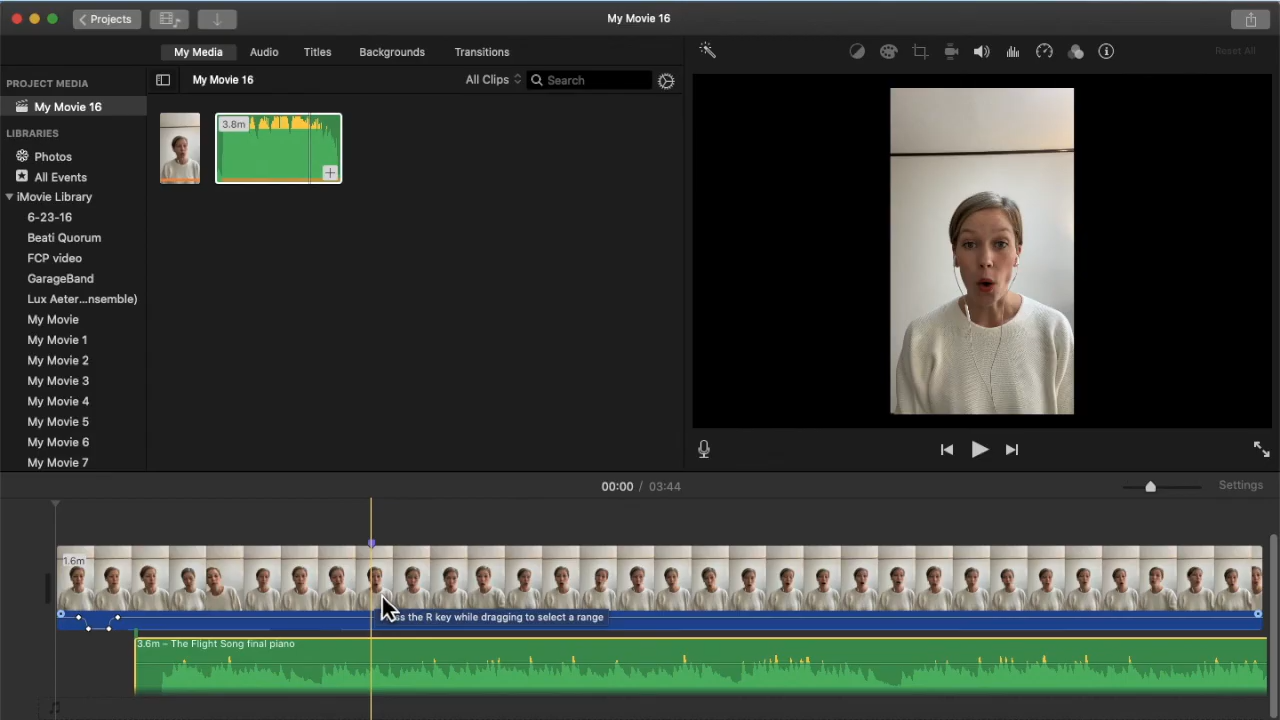 Projects
My Movie 16
My Media Audio Titles Backgrounds Transitions
Reset All
PROJECT MEDIA
My Movie 16
My Movie 16
All Clips
Search
LIBRARIES
Photos
All Events
iMovie Library
6-23-16
Beati Quorum
FCP video
GarageBand
Lux Aeter...nsemble)
My Movie
My Movie 1
My Movie 2
My Movie 3
My Movie 4
My Movie 5
My Movie 6
My Movie 7
3.8m
00:00 / 03:44
Settings
1.6m
the R key while dragging to select a range
3.6m – The Flight Song final piano